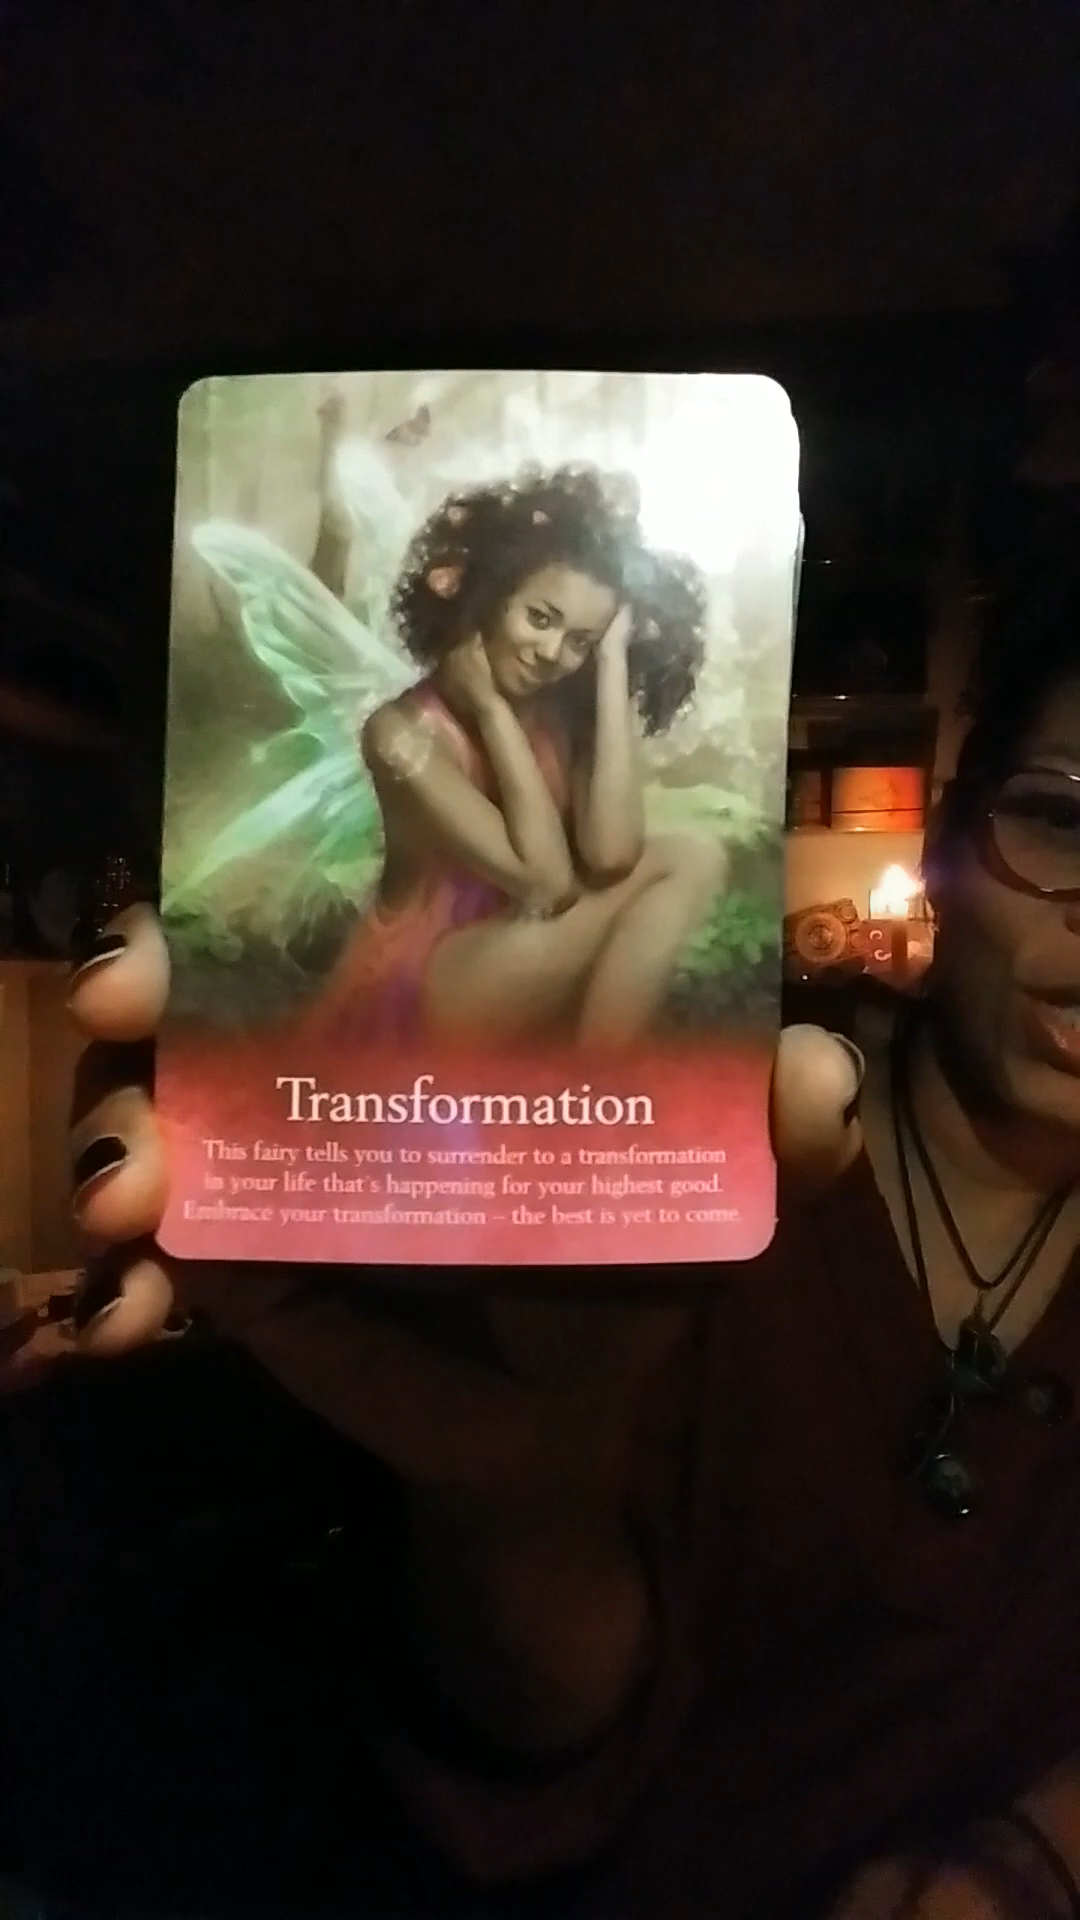 Transformation
This fairy tells you to surrender to a transformation
in your life that's happening for your highest good.
Embrace your transformation – the best is yet to come.